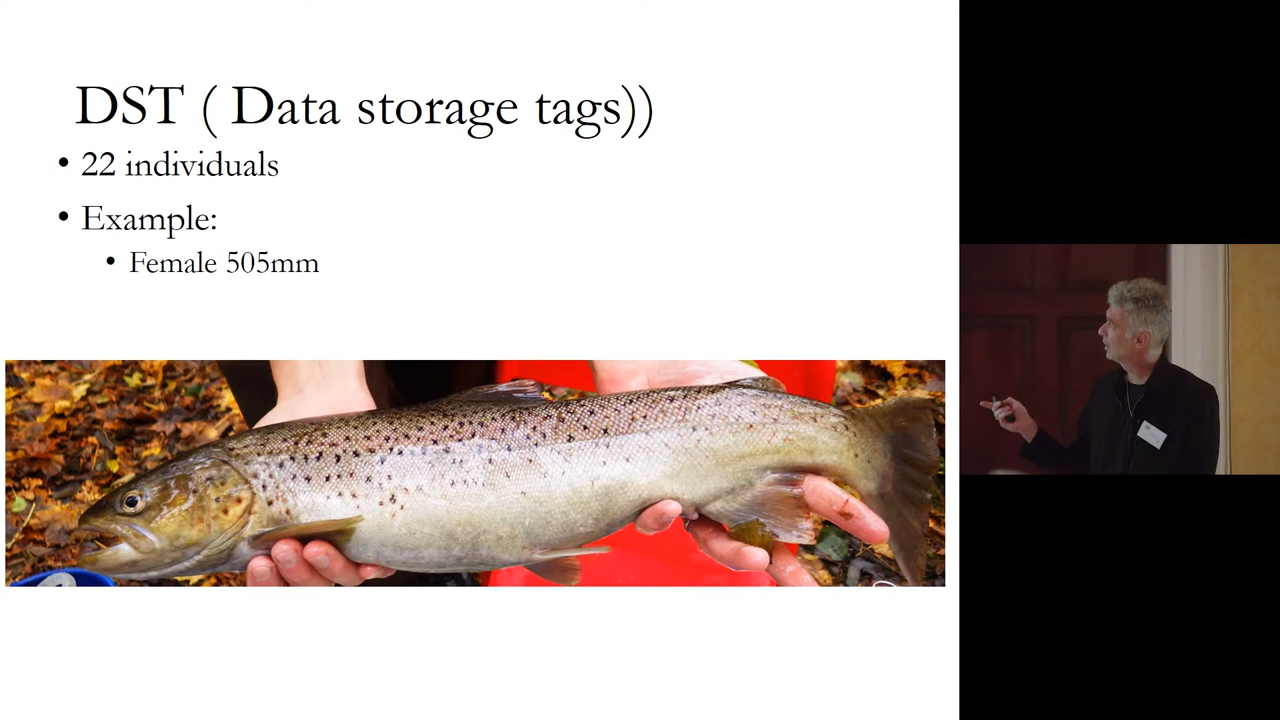 DST ( Data storage tags))
• 22 individuals
• Example:
• Female 505mm